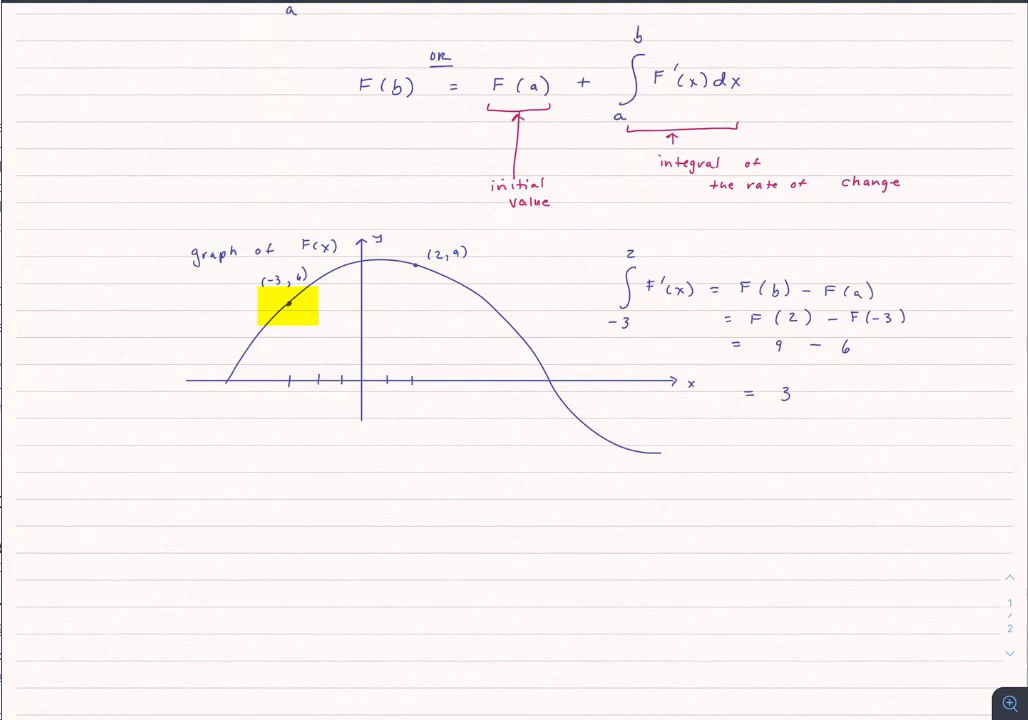 a
b
OR
F(b) = F(a) + ∫ F'(x) dx
a
initial
value
integral of
the rate of change
graph of F(x)
y
(-3, 6)
(2, 9)
x
2
∫ F'(x) = F(b) - F(a)
-3
= F(2) - F(-3)
= 9 - 6
= 3
1
2